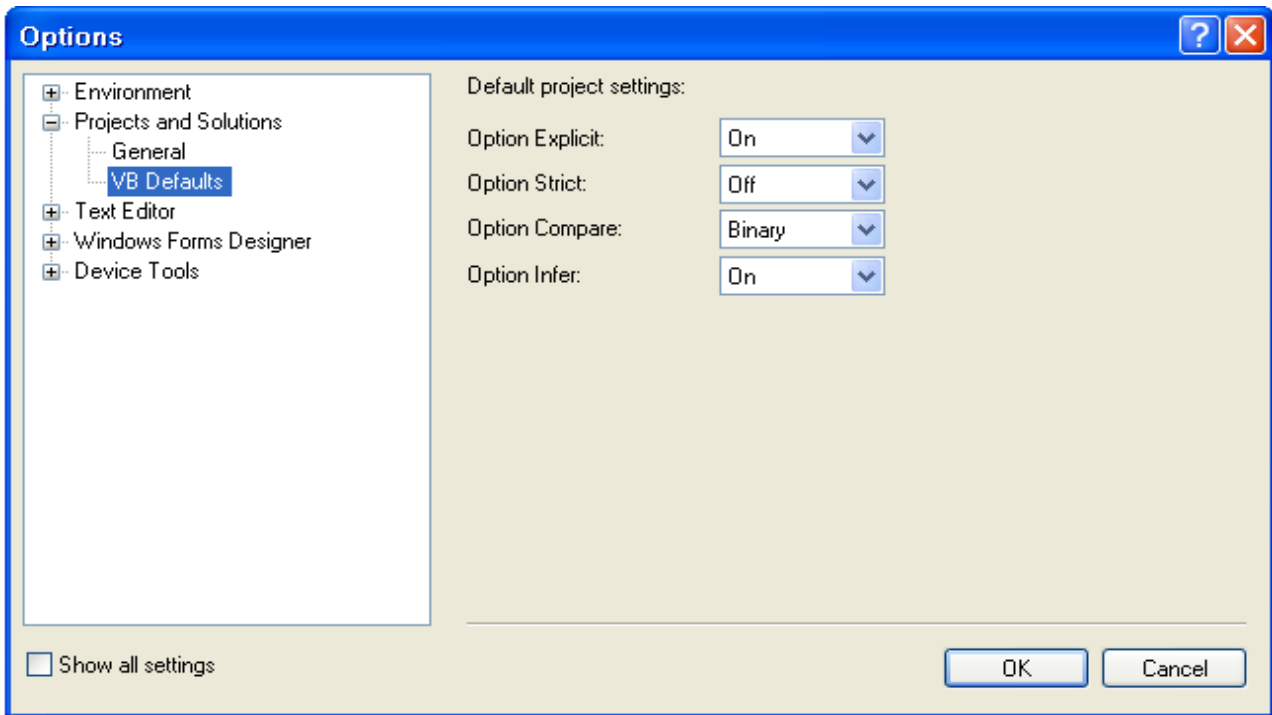 Options
Environment
Projects and Solutions
General
VB Defaults
Text Editor
Windows Forms Designer
Device Tools
Default project settings:
Option Explicit: On
Option Strict: Off
Option Compare: Binary
Option Infer: On
Show all settings
OK Cancel